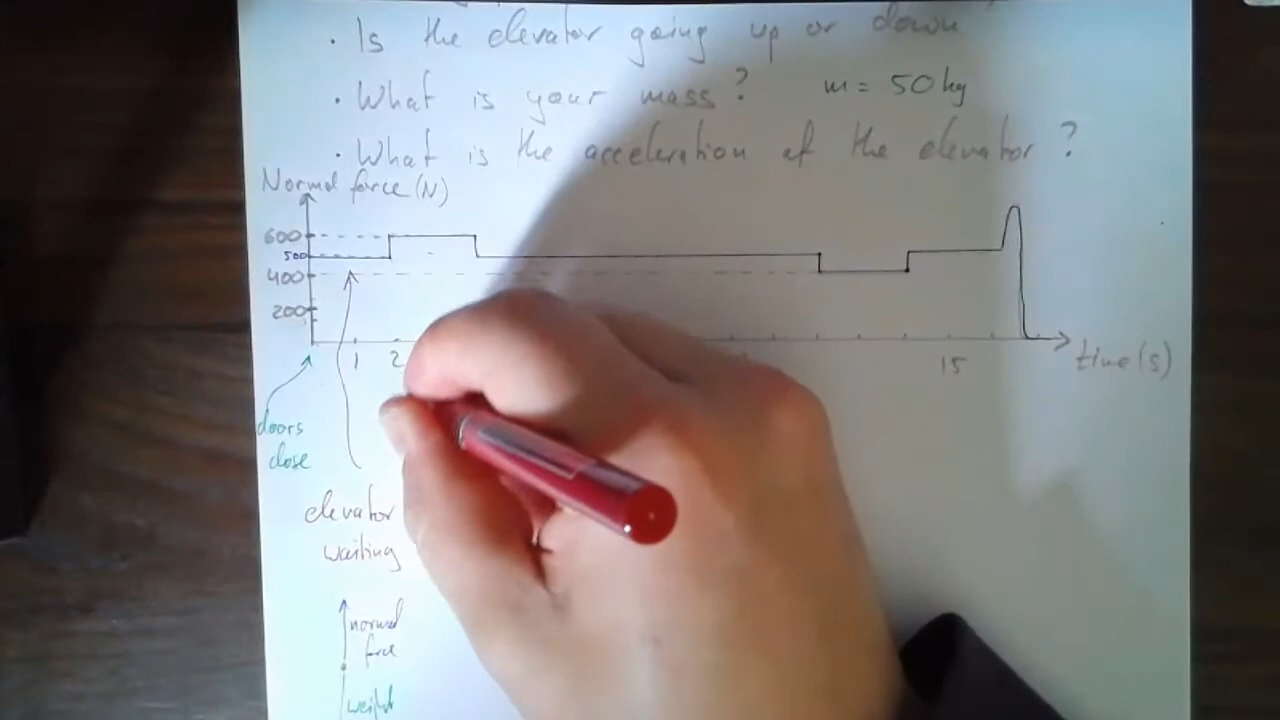 · Is the elevator going up or down
· What is your mass? m = 50 kg
· What is the acceleration of the elevator?
Normal force (N)
600
500
400
200
1 2 15 time (s)
doors
close
elevator
waiting
normal
force
weight